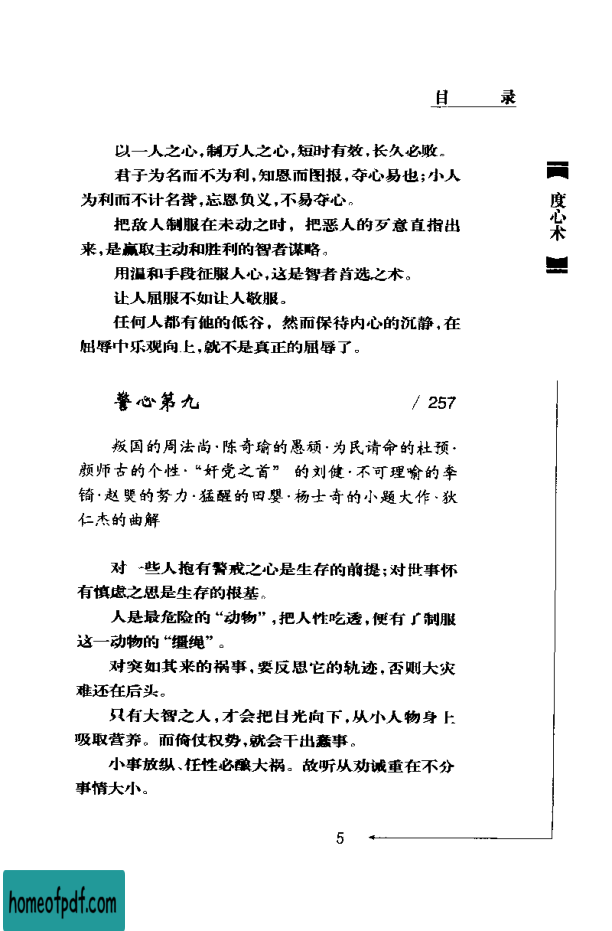 目 录
以一人之心,制万人之心,短时有效,长久必败。
君子为名而不为利,知恩而图报,夺心易也;小人
为利而不计名誉,忘恩负义,不易夺心。
把敌人制服在未动之时，把恶人的歹意直指出
来,是赢取主动和胜利的智者谋略。
用温和手段征服人心,这是智者首选之术。
让人屈服不如让人敬服。
任何人都有他的低谷，然而保待内心的沉静,在
屈辱中乐观向上,就不是真正的屈辱了。
度心术
警心第九 / 257
叛国的周法尚·陈奇瑜的愚顽·为民请命的杜预·
颜师古的个性·“奸党之首” 的刘健·不可理喻的李
锜·赵煚的努力·猛醒的田婴·杨士奇的小题大作·狄
仁杰的曲解
对一些人抱有警戒之心是生存的前提;对世事怀
有慎虑之思是生存的根基。
人是最危险的“动物”,把人性吃透,便有了制服
这一动物的“缰绳”。
对突如其来的祸事,要反思它的轨迹,否则大灾
难还在后头。
只有大智之人,才会把目光向下,从小人物身上
吸取营养。而倚仗权势,就会干出蠢事。
小事放纵、任性必酿大祸。故听从劝诫重在不分
事情大小。
5
homeofpdf.com